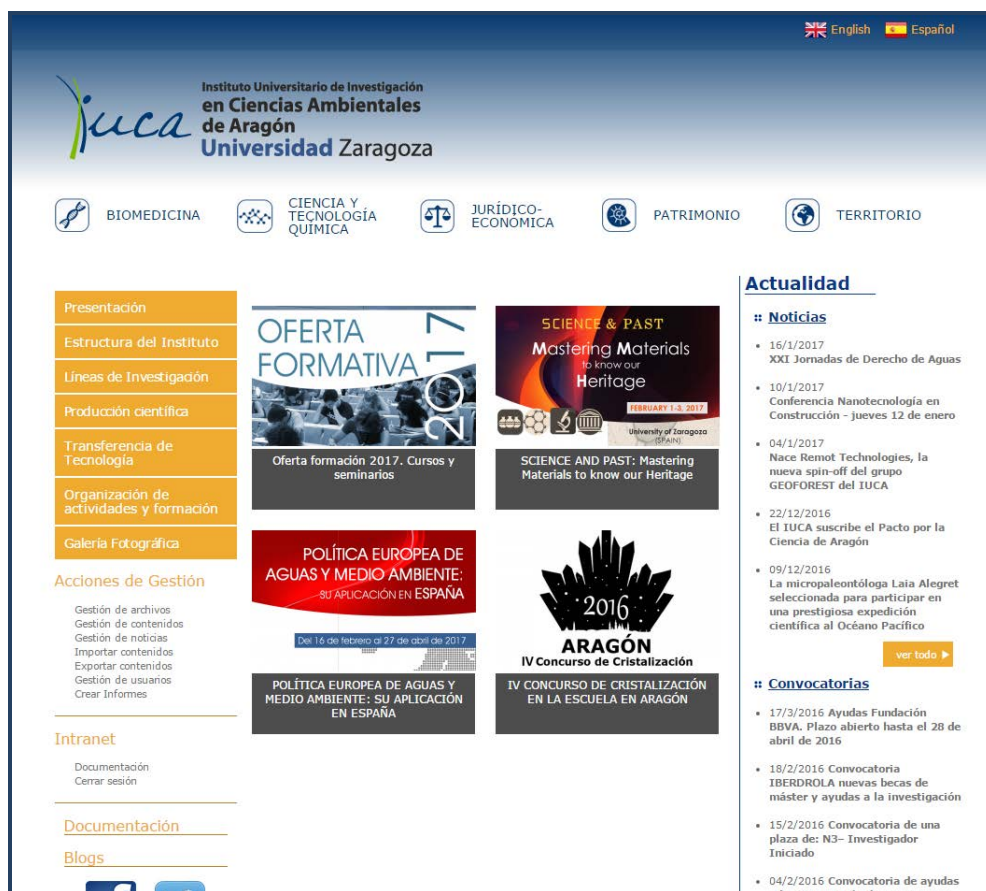 English
Español
iuca
Instituto Universitario de Investigación
en Ciencias Ambientales
de Aragón
Universidad Zaragoza
BIOMEDICINA
CIENCIA Y
TECNOLOGÍA
QUÍMICA
JURÍDICO-
ECONÓMICA
PATRIMONIO
TERRITORIO
Presentación
Estructura del Instituto
Líneas de Investigación
Producción científica
Transferencia de
Tecnología
Organización de
actividades y formación
Galería Fotográfica
Acciones de Gestión
Gestión de archivos
Gestión de contenidos
Gestión de noticias
Importar contenidos
Exportar contenidos
Gestión de usuarios
Crear Informes
Intranet
Documentación
Cerrar sesión
Documentación
Blogs
OFERTA
FORMATIVA
2017
Oferta formación 2017. Cursos y
seminarios
SCIENCE & PAST
Mastering Materials
to know our
Heritage
FEBRUARY 1-3, 2017
University of Zaragoza
(SPAIN)
SCIENCE AND PAST: Mastering
Materials to know our Heritage
POLÍTICA EUROPEA DE
AGUAS Y MEDIO AMBIENTE:
SU APLICACIÓN EN ESPAÑA
Del 16 de febrero al 27 de abril de 2017
POLÍTICA EUROPEA DE AGUAS Y
MEDIO AMBIENTE: SU APLICACIÓN
EN ESPAÑA
2016
ARAGÓN
IV Concurso de Cristalización
IV CONCURSO DE CRISTALIZACIÓN
EN LA ESCUELA EN ARAGÓN
Actualidad
Noticias
16/1/2017
XXI Jornadas de Derecho de Aguas
10/1/2017
Conferencia Nanotecnología en
Construcción - jueves 12 de enero
04/1/2017
Nace Remot Technologies, la
nueva spin-off del grupo
GEOFOREST del IUCA
22/12/2016
El IUCA suscribe el Pacto por la
Ciencia de Aragón
09/12/2016
La micropaleontóloga Laia Alegret
seleccionada para participar en
una prestigiosa expedición
científica al Océano Pacífico
ver todo
Convocatorias
17/3/2016 Ayudas Fundación
BBVA. Plazo abierto hasta el 28 de
abril de 2016
18/2/2016 Convocatoria
IBERDROLA nuevas becas de
máster y ayudas a la investigación
15/2/2016 Convocatoria de una
plaza de: N3– Investigador
Iniciado
04/2/2016 Convocatoria de ayudas